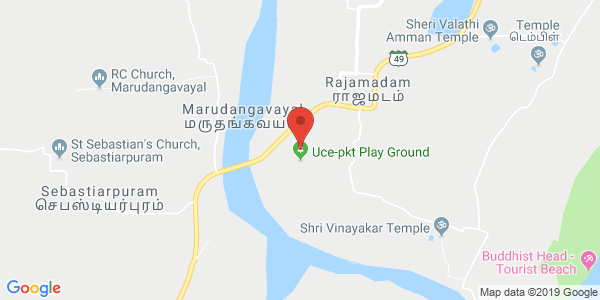 Sheri Valathi
Amman Temple
Temple
டெம்பிள்
49
RC Church,
Marudangavayal
Rajamadam
ராஜமடம்
Marudangavayal
மருதங்கவய
St Sebastian's Church,
Sebastiarpuram
Uce-pkt Play Ground
Sebastiarpuram
செபஸ்டியர்புரம்
Shri Vinayakar Temple
Buddhist Head -
Tourist Beach
Google
Map data ©2019 Google